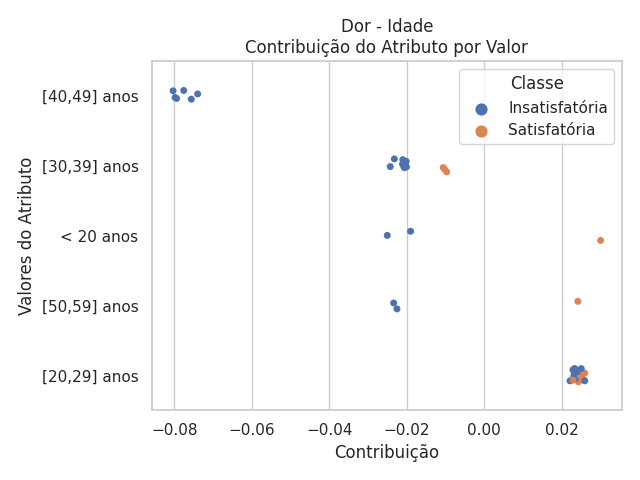 Dor - Idade
Contribuição do Atributo por Valor
Classe
Insatisfatória
Satisfatória
Valores do Atributo
[40,49] anos
[30,39] anos
< 20 anos
[50,59] anos
[20,29] anos
−0.08 −0.06 −0.04 −0.02 0.00 0.02
Contribuição